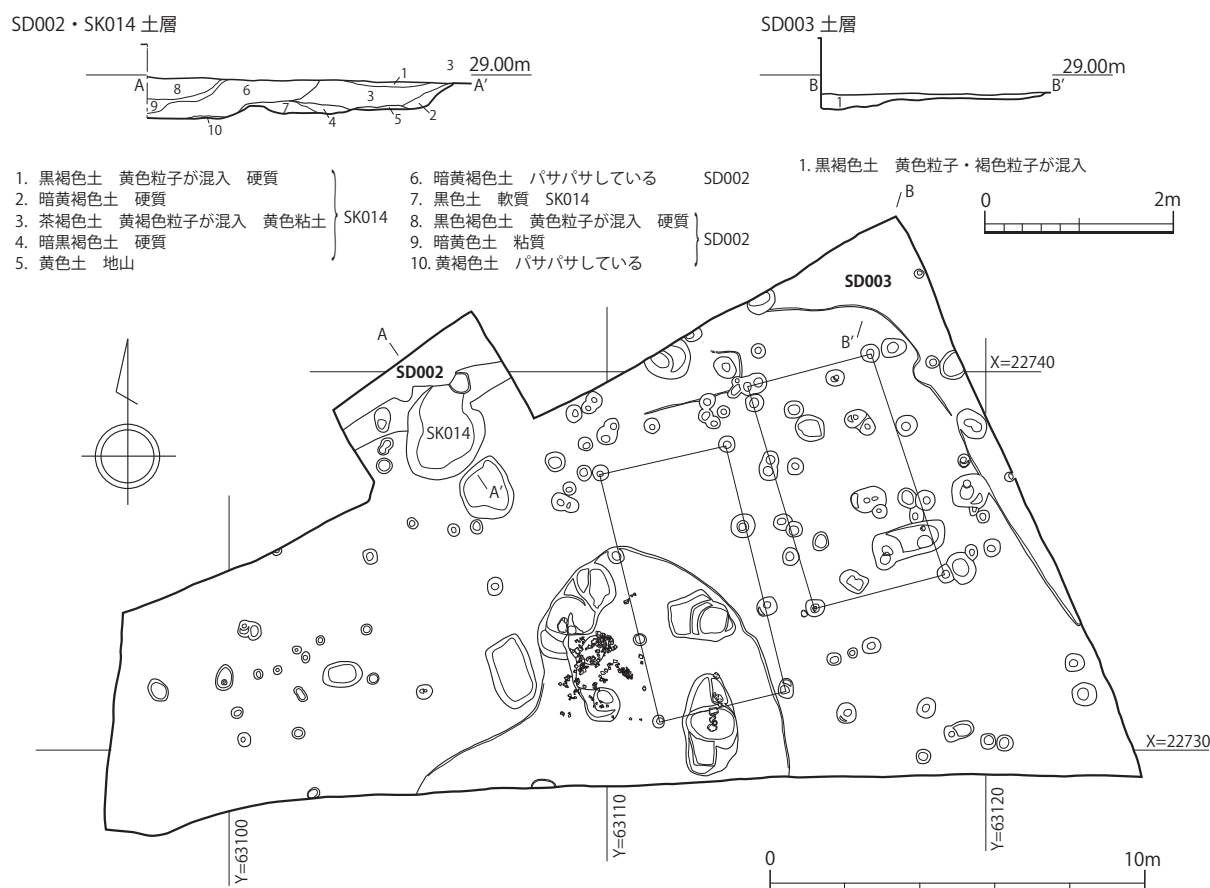 SD002・SK014 土層
SD003 土層
A
8
9
10
6
7
4
1
3
5
2
3
29.00m
A’
B
1
29.00m
B’
1. 黒褐色土 黄色粒子が混入 硬質
2. 暗黄褐色土 硬質
3. 茶褐色土 黄褐色粒子が混入 黄色粘土
4. 暗黒褐色土 硬質
5. 黄色土 地山
SK014
6. 暗黄褐色土 パサパサしている SD002
7. 黒色土 軟質 SK014
8. 黒色褐色土 黄色粒子が混入 硬質
9. 暗黄色土 粘質
10. 黄褐色土 パサパサしている
SD002
1. 黒褐色土 黄色粒子・褐色粒子が混入
0 2m
B
SD003
B’
A
SD002
SK014
A’
X=22740
X=22730
Y=63100
Y=63110
Y=63120
0 10m